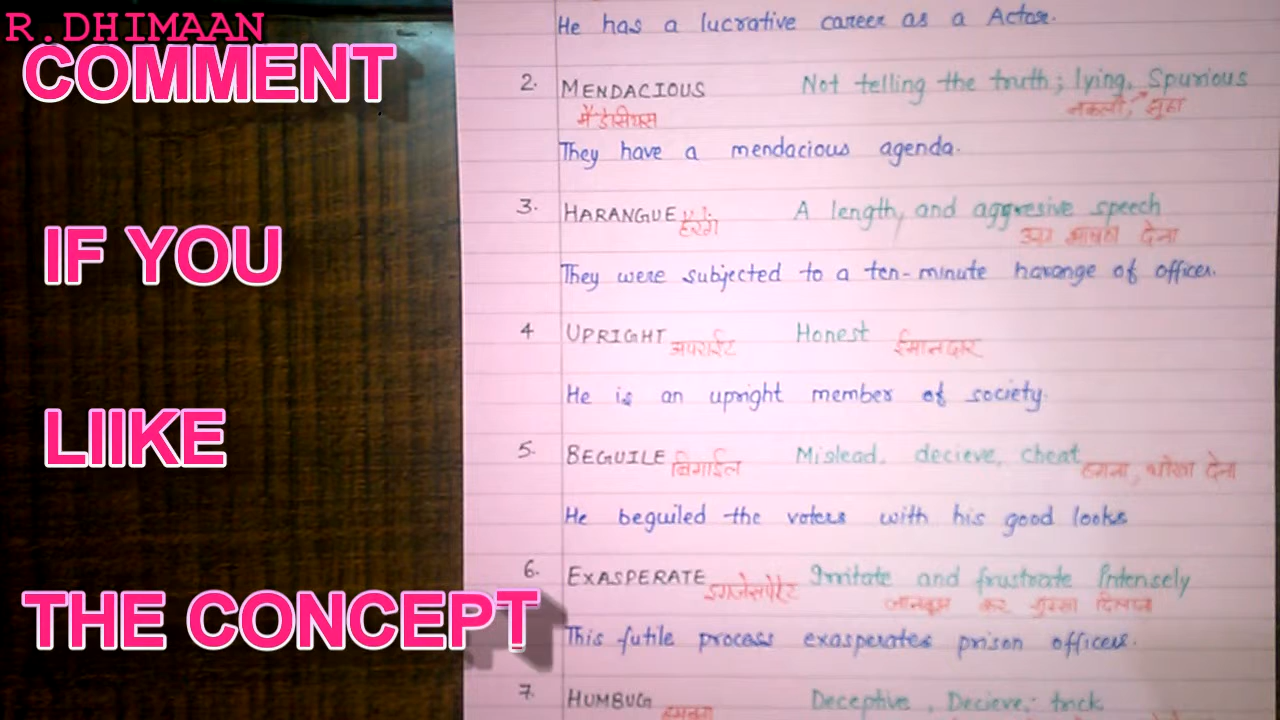 R.DHIMAAN
COMMENT
IF YOU
LIIKE
THE CONCEPT
He has a lucrative career as a Actor.
2. MENDACIOUS Not telling the truth; lying, Spurious
मैंडेसियस नकली, झूठा
They have a mendacious agenda.
3. HARANGUE हैरंग A length, and aggresive speech
उग्र भाषण देना
They were subjected to a ten-minute harange of officer.
4 UPRIGHT अपराईट Honest ईमानदार
He is an upright member of society.
5. BEGUILE बिगाईल Mislead. decieve, cheat ठगना, धोखा देना
He beguiled the voters with his good looks
6. EXASPERATE इगजेसपेरेट Irritate and frustrate intensely
जानबूझ कर गुस्सा दिलाना
This futile process exasperates prison officers.
7. HUMBUG Deceptive, Decieve; trick